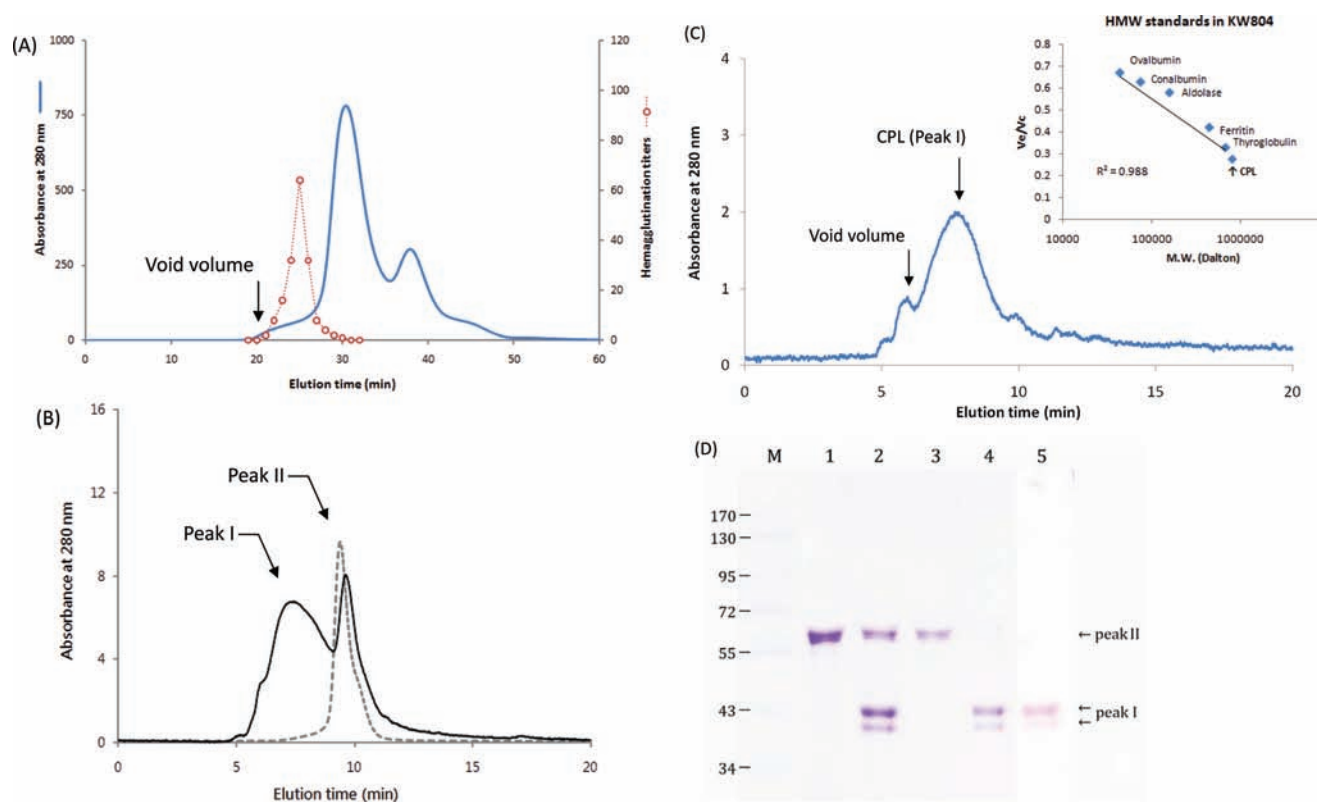 (A)
1000
750
500
250
0
Absorbance at 280 nm
120
100
80
60
40
20
0
Hemagglutination titers
Void volume
0 10 20 30 40 50 60
Elution time (min)
(B)
16
12
8
4
0
Absorbance at 280 nm
Peak I
Peak II
0 5 10 15 20
Elution time (min)
(C)
4
3
2
1
0
Absorbance at 280 nm
Void volume
CPL (Peak I)
0 5 10 15 20
Elution time (min)
HMW standards in KW804
0.8
0.7
0.6
0.5
0.4
0.3
0.2
0.1
0
Ve/Vc
Ovalbumin
Conalbumin
Aldolase
Ferritin
Thyroglobulin
↑ CPL
R² = 0.988
10000 100000 1000000
M.W. (Dalton)
(D)
M 1 2 3 4 5
170
130
95
72
55
43
34
← peak II
← peak I
←